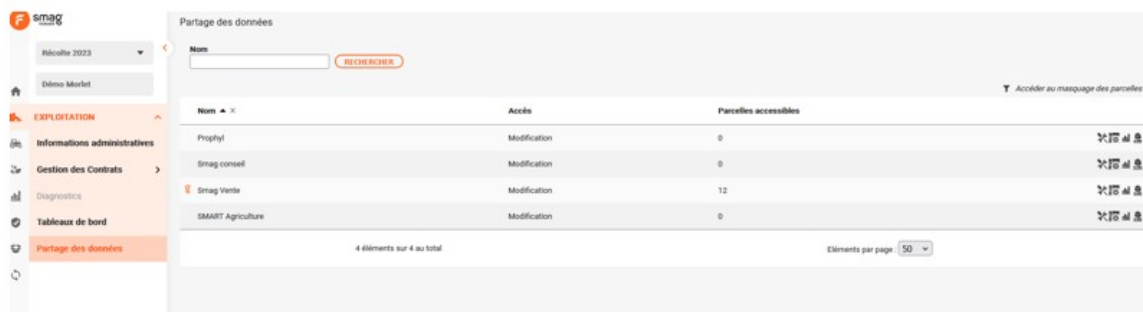 smag
Partage des données
Récolte 2023
Nom
RECHERCHER
Démo Morlet
Accéder au masquage des parcelles
Nom
Accès
Parcelles accessibles
EXPLOITATION
Prophyl
Modification
0
Informations administratives
Smag conseil
Modification
0
Gestion des Contrats
Diagnostics
Smag Vente
Modification
12
Tableaux de bord
SMART Agriculture
Modification
0
Partage des données
4 éléments sur 4 au total
Eléments par page : 50